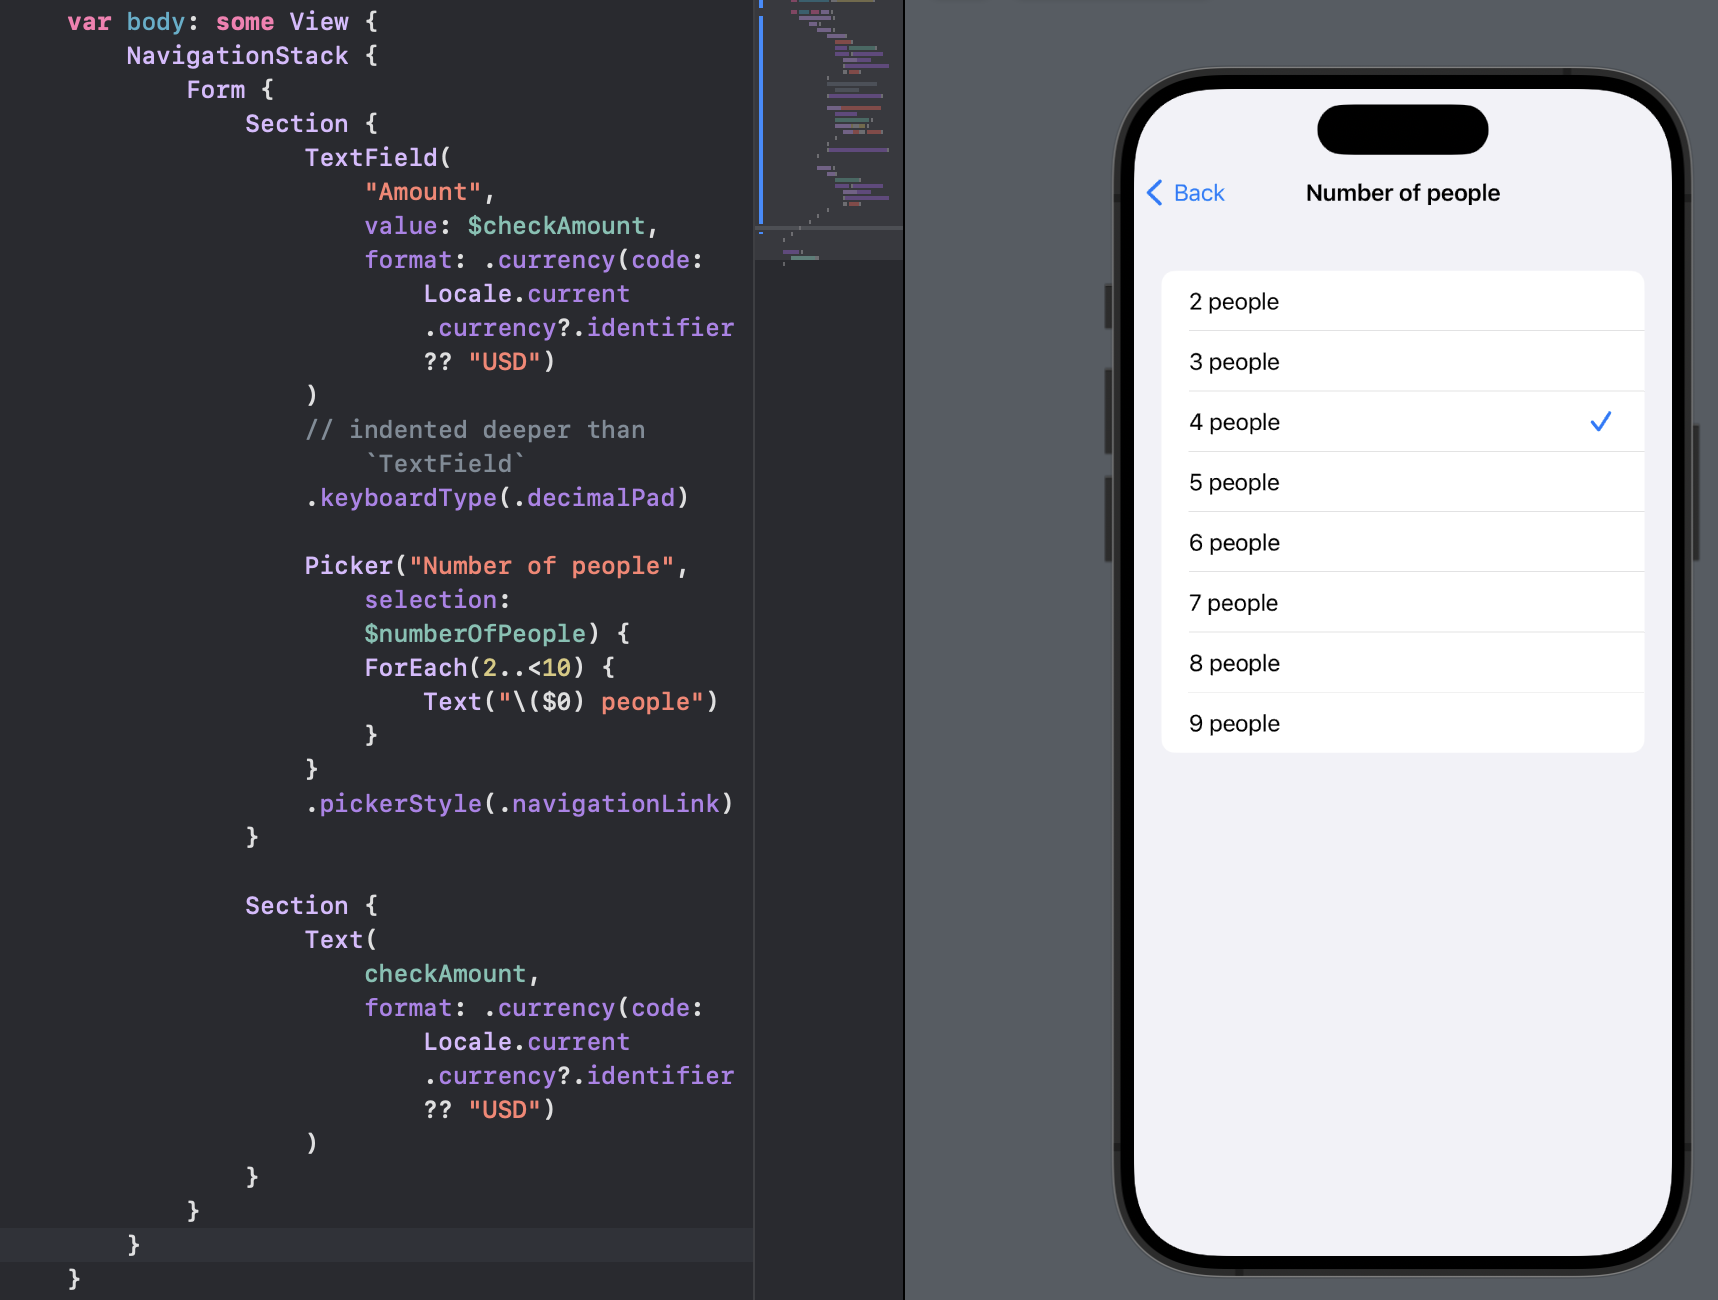 var body: some View {
NavigationStack {
Form {
Section {
TextField(
"Amount",
value: $checkAmount,
format: .currency(code:
Locale.current
.currency?.identifier
?? "USD")
)
// indented deeper than
`TextField`
.keyboardType(.decimalPad)
Picker("Number of people",
selection:
$numberOfPeople) {
ForEach(2..<10) {
Text("\($0) people")
}
}
.pickerStyle(.navigationLink)
}
Section {
Text(
checkAmount,
format: .currency(code:
Locale.current
.currency?.identifier
?? "USD")
)
}
}
}
}
Back
Number of people
2 people
3 people
4 people
5 people
6 people
7 people
8 people
9 people